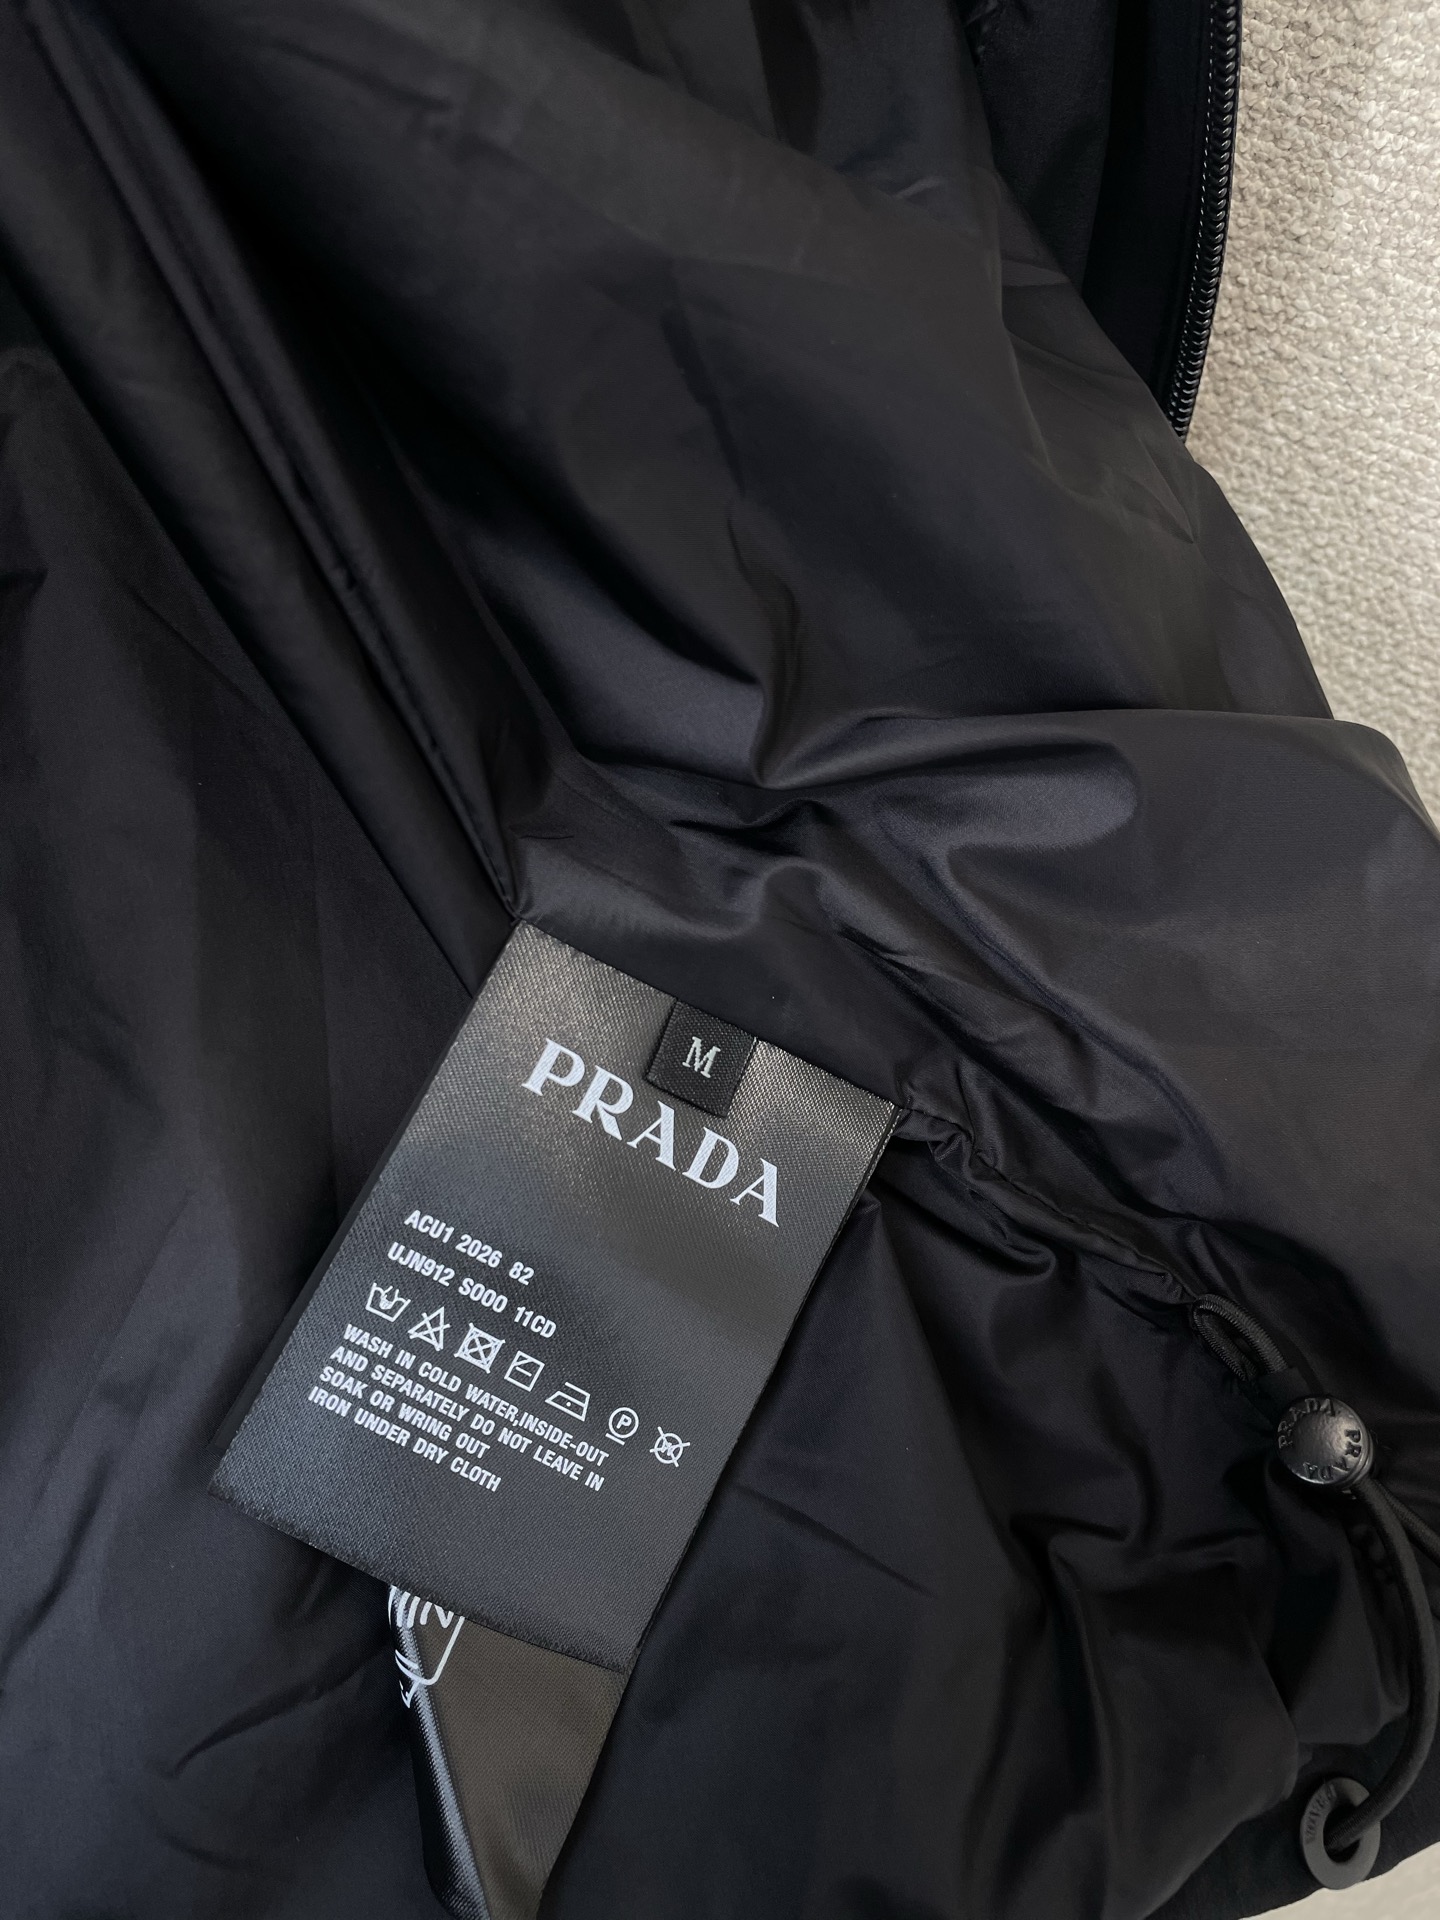 M
PRADA
ACU1 2026 82
UJN912 S000 11CD
P
WASH IN COLD WATER,INSIDE-OUT
AND SEPARATELY DO NOT LEAVE IN
SOAK OR WRING OUT
IRON UNDER DRY CLOTH
PRADA
PRADA